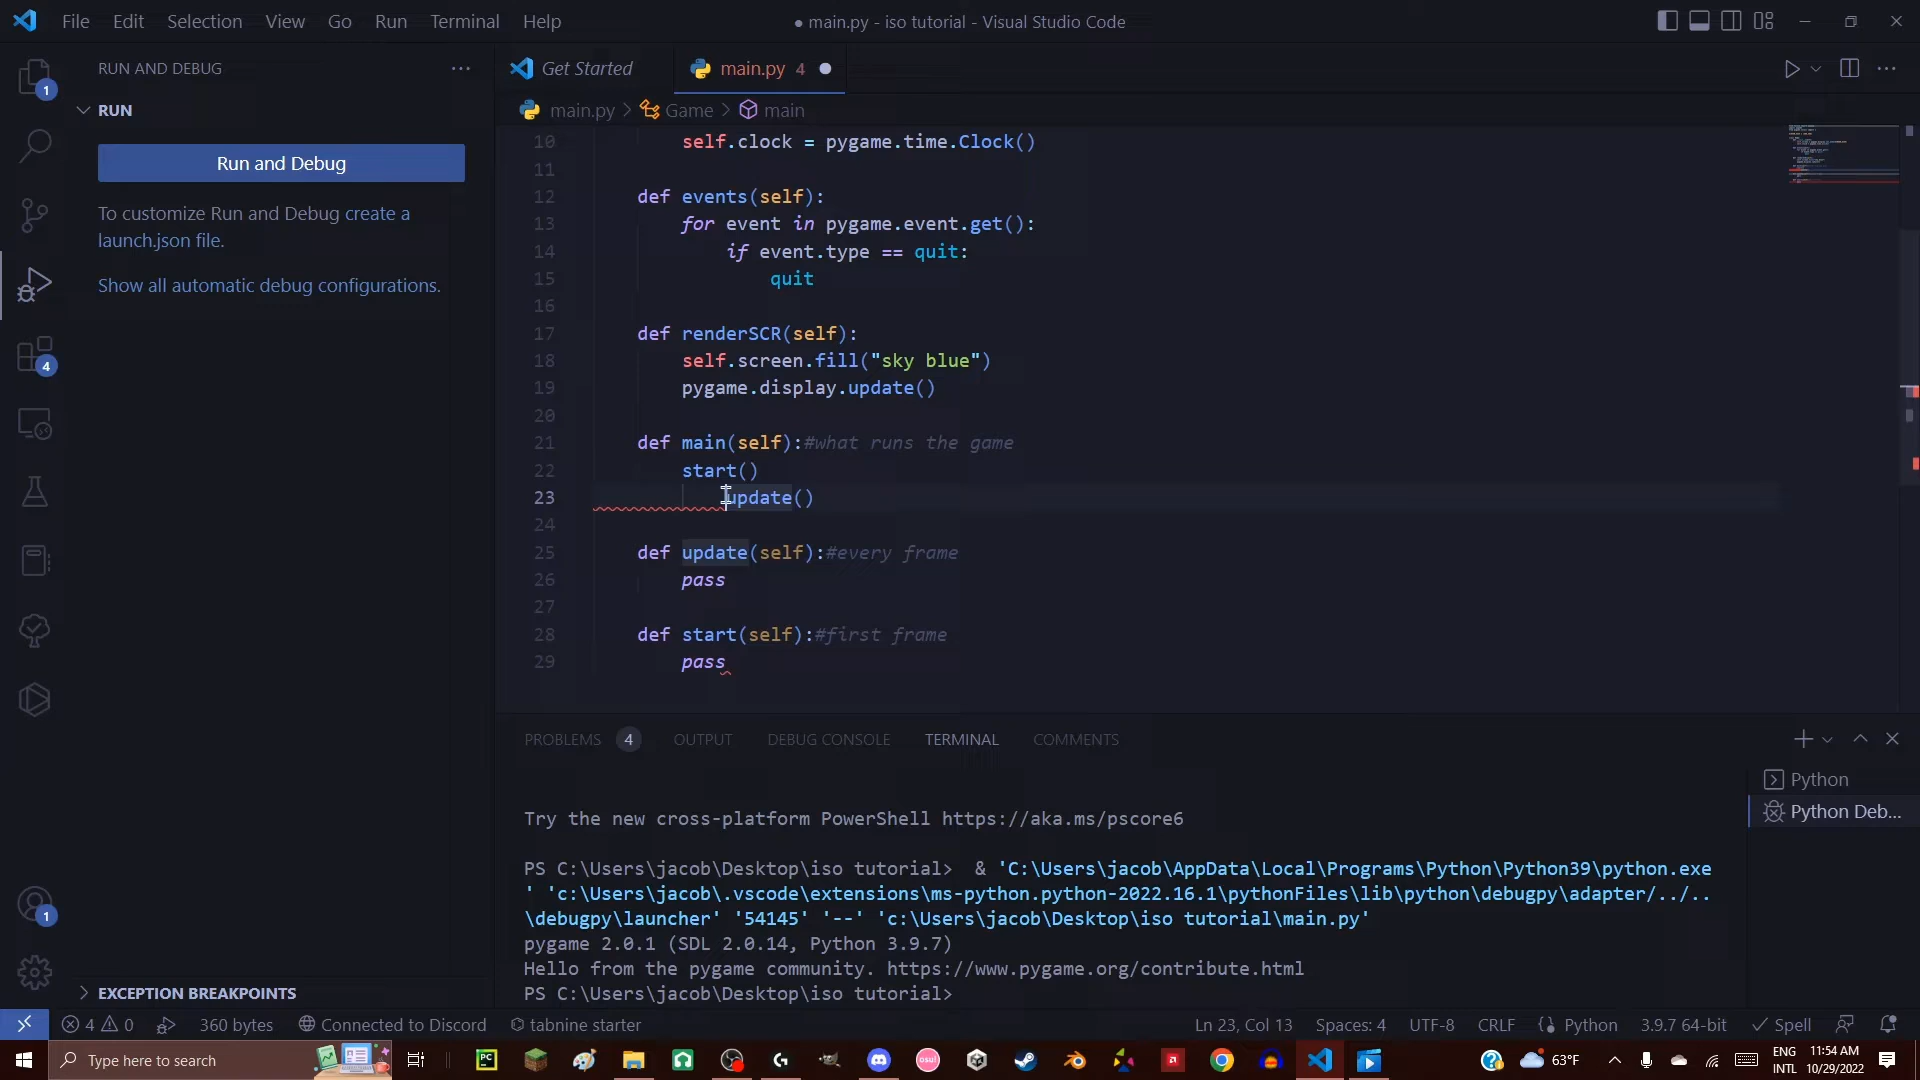 File Edit Selection View Go Run Terminal Help
● main.py - iso tutorial - Visual Studio Code
RUN AND DEBUG
RUN
Run and Debug
To customize Run and Debug create a
launch.json file.
Show all automatic debug configurations.
EXCEPTION BREAKPOINTS
1
4
1
Get Started
main.py 4
main.py > Game > main
10 self.clock = pygame.time.Clock()
11
12 def events(self):
13 for event in pygame.event.get():
14 if event.type == quit:
15 quit
16
17 def renderSCR(self):
18 self.screen.fill("sky blue")
19 pygame.display.update()
20
21 def main(self):#what runs the game
22 start()
23 update()
24
25 def update(self):#every frame
26 pass
27
28 def start(self):#first frame
29 pass
PROBLEMS 4 OUTPUT DEBUG CONSOLE TERMINAL COMMENTS
Try the new cross-platform PowerShell https://aka.ms/pscore6
PS C:\Users\jacob\Desktop\iso tutorial> & 'C:\Users\jacob\AppData\Local\Programs\Python\Python39\python.exe
' 'c:\Users\jacob\.vscode\extensions\ms-python.python-2022.16.1\pythonFiles\lib\python\debugpy\adapter/../..
\debugpy\launcher' '54145' '--' 'c:\Users\jacob\Desktop\iso tutorial\main.py'
pygame 2.0.1 (SDL 2.0.14, Python 3.9.7)
Hello from the pygame community. https://www.pygame.org/contribute.html
PS C:\Users\jacob\Desktop\iso tutorial>
Python
Python Deb...
4 0 360 bytes Connected to Discord tabnine starter
Ln 23, Col 13 Spaces: 4 UTF-8 CRLF Python 3.9.7 64-bit Spell
Type here to search
PC
osu!
63°F
ENG
INTL
11:54 AM
10/29/2022